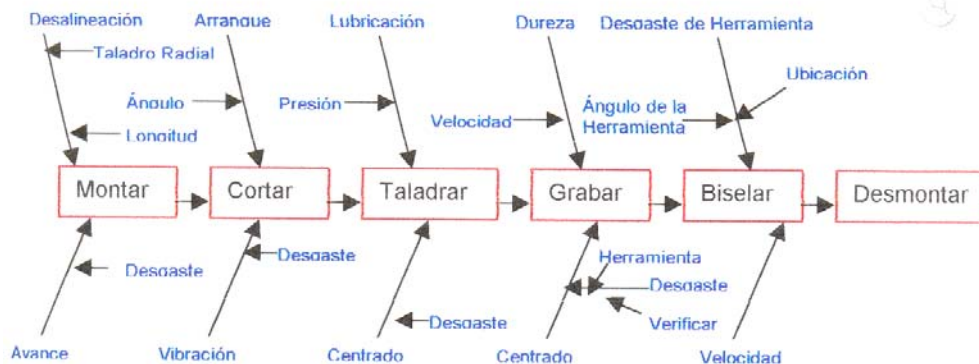 Desalineación
Arranque
Lubricación
Dureza
Desgaste de Herramienta
Taladro Radial
Ubicación
Ángulo
Presión
Ángulo de la
Herramienta
Velocidad
Longitud
Montar
Cortar
Taladrar
Grabar
Biselar
Desmontar
Desgaste
Desgaste
Herramienta
Desgaste
Desgaste
Verificar
Avance
Vibración
Centrado
Centrado
Velocidad